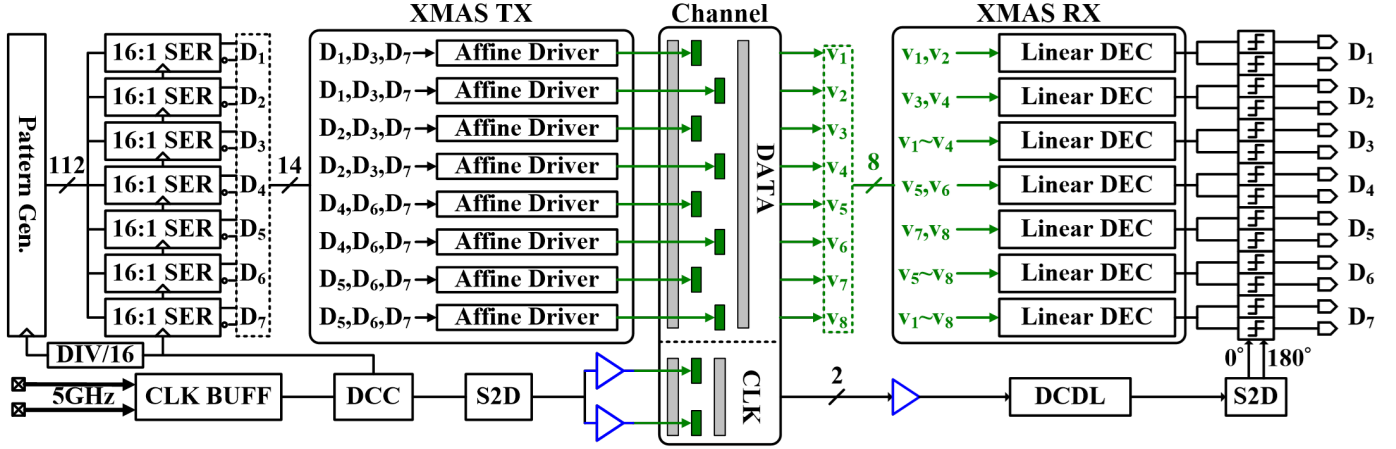 XMAS TX
Channel
XMAS RX
Pattern Gen.
112
16:1 SER
16:1 SER
16:1 SER
16:1 SER
16:1 SER
16:1 SER
16:1 SER
D₁
D₂
D₃
D₄
D₅
D₆
D₇
14
D₁,D₃,D₇ Affine Driver
D₁,D₃,D₇ Affine Driver
D₂,D₃,D₇ Affine Driver
D₂,D₃,D₇ Affine Driver
D₄,D₆,D₇ Affine Driver
D₄,D₆,D₇ Affine Driver
D₅,D₆,D₇ Affine Driver
D₅,D₆,D₇ Affine Driver
DATA
v₁
v₂
v₃
v₄
v₅
v₆
v₇
v₈
8
v₁,v₂ Linear DEC
v₃,v₄ Linear DEC
v₁~v₄ Linear DEC
v₅,v₆ Linear DEC
v₇,v₈ Linear DEC
v₅~v₈ Linear DEC
v₁~v₈ Linear DEC
D₁
D₂
D₃
D₄
D₅
D₆
D₇
DIV/16
5GHz
CLK BUFF
DCC
S2D
CLK
2
DCDL
0° 180°
S2D